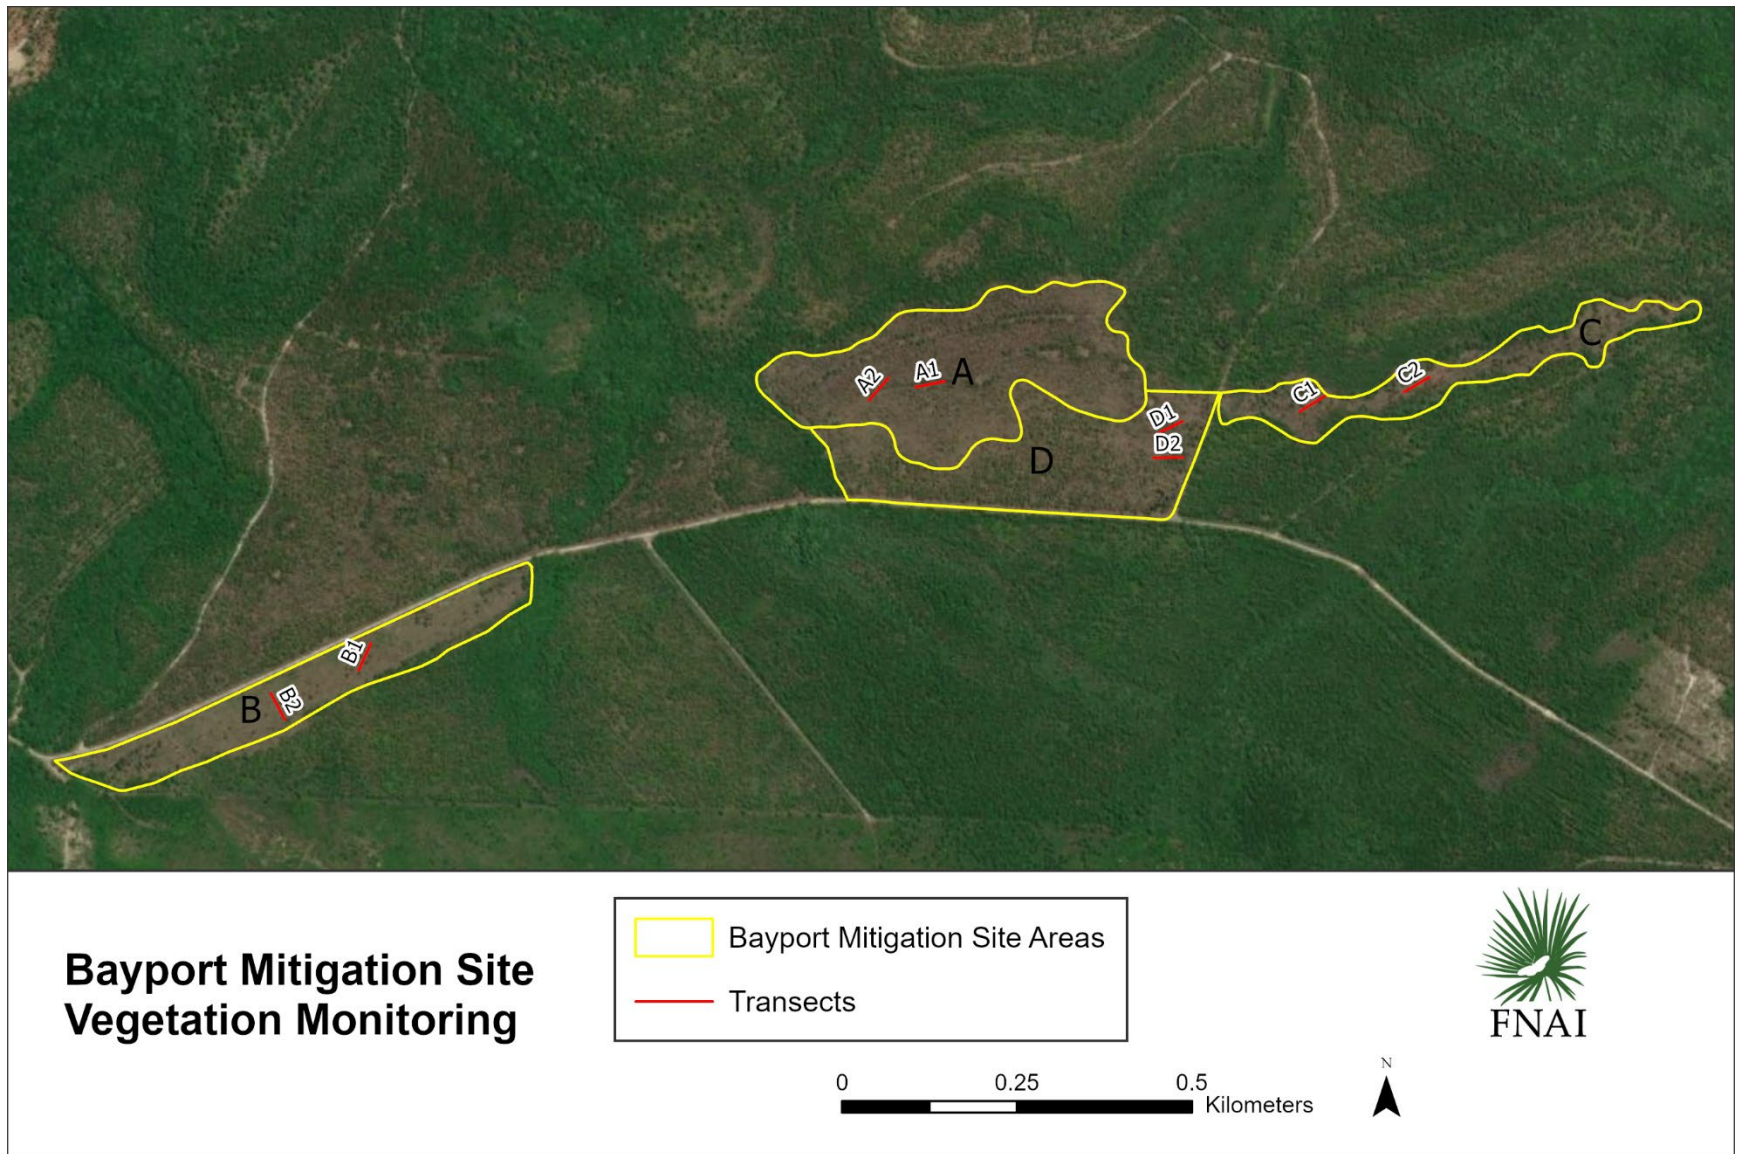 A
A1
A2
C
C2
C1
D1
D2
D
B1
B2
B
Bayport Mitigation Site
Vegetation Monitoring
Bayport Mitigation Site Areas
Transects
FNAI
0 0.25 0.5
Kilometers
N